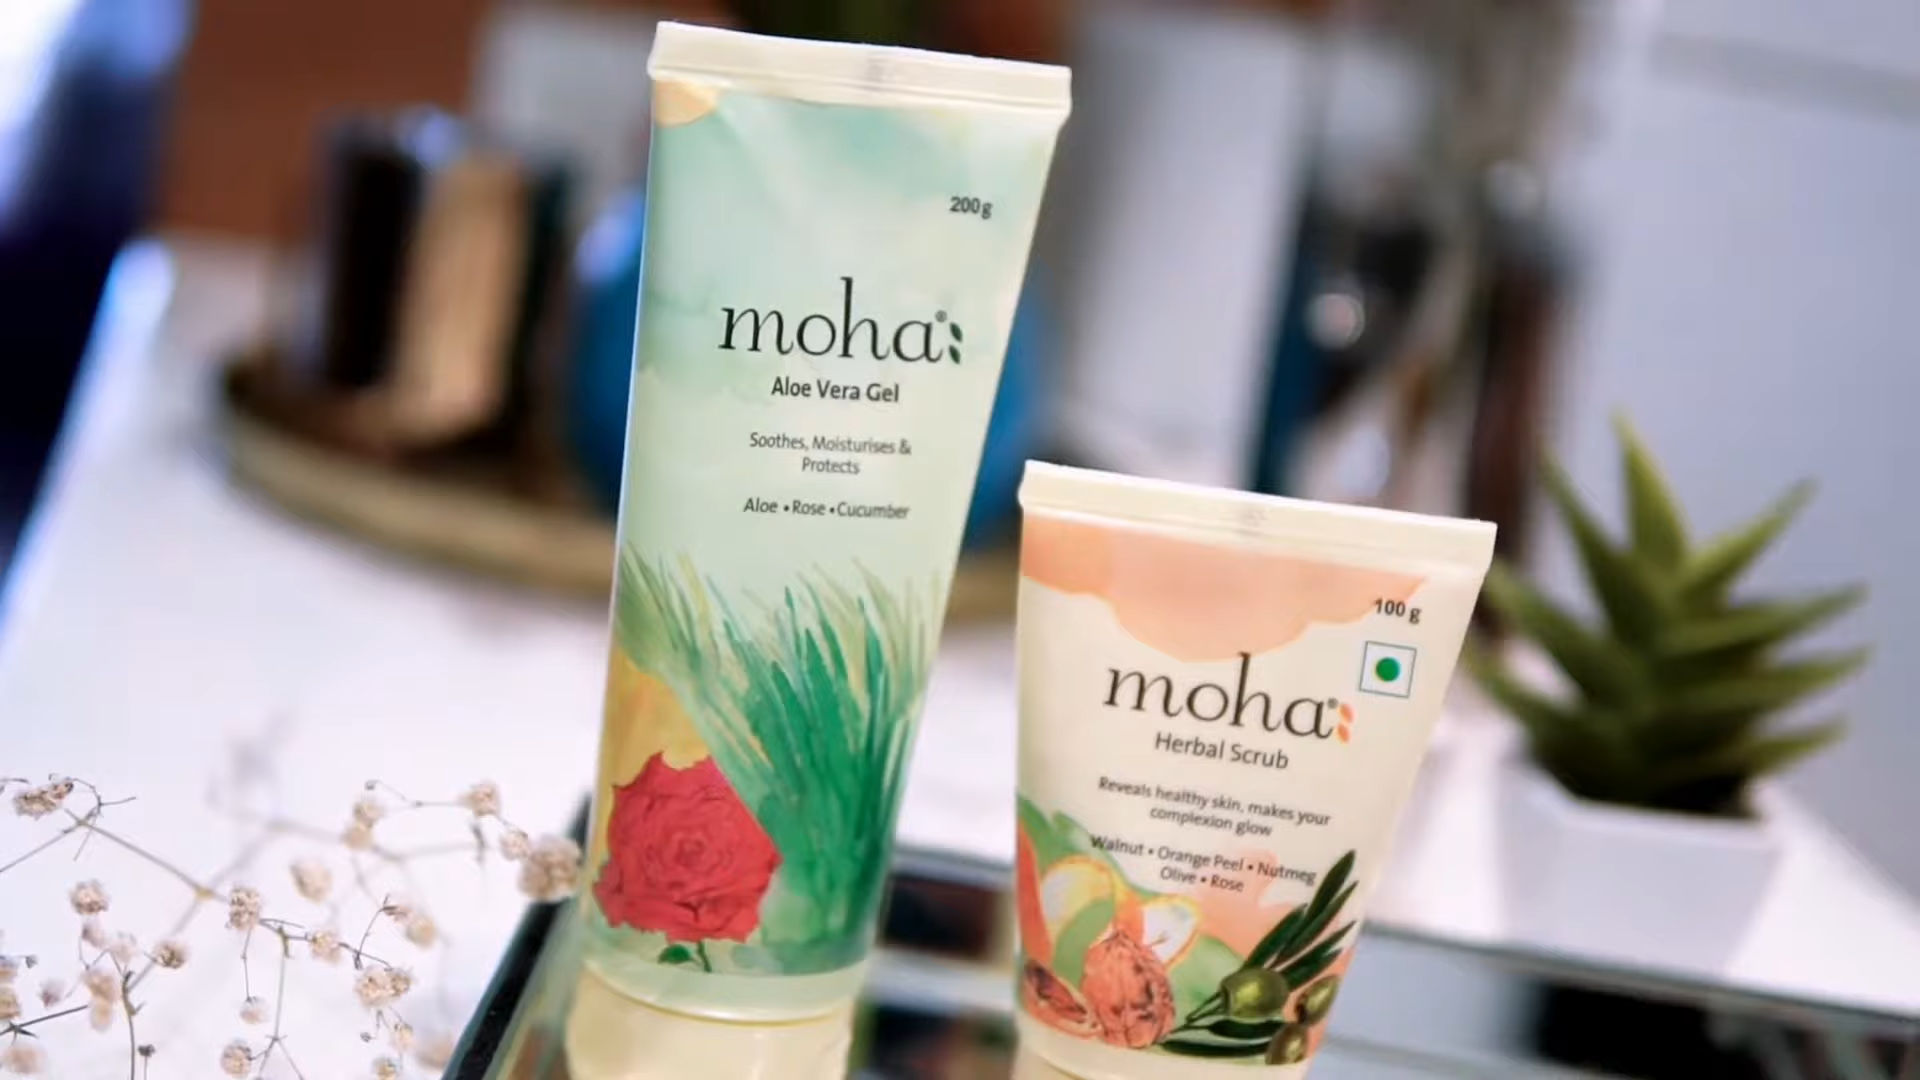 200g
moha®
Aloe Vera Gel
Soothes, Moisturises &
Protects
Aloe • Rose • Cucumber
100 g
moha®
Herbal Scrub
Reveals healthy skin, makes your
complexion glow
Walnut • Orange Peel • Nutmeg
Olive • Rose